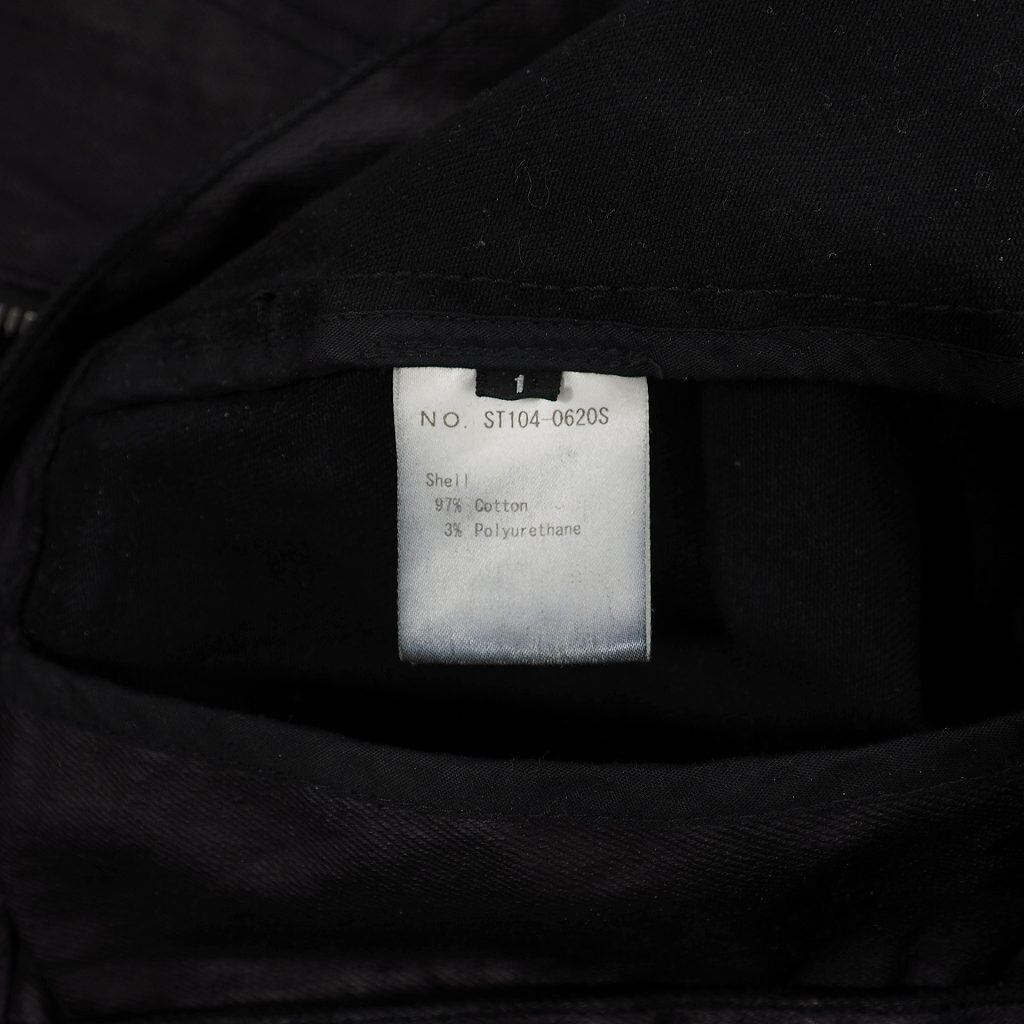 1
NO. ST104-0620S
Shell
97% Cotton
3% Polyurethane